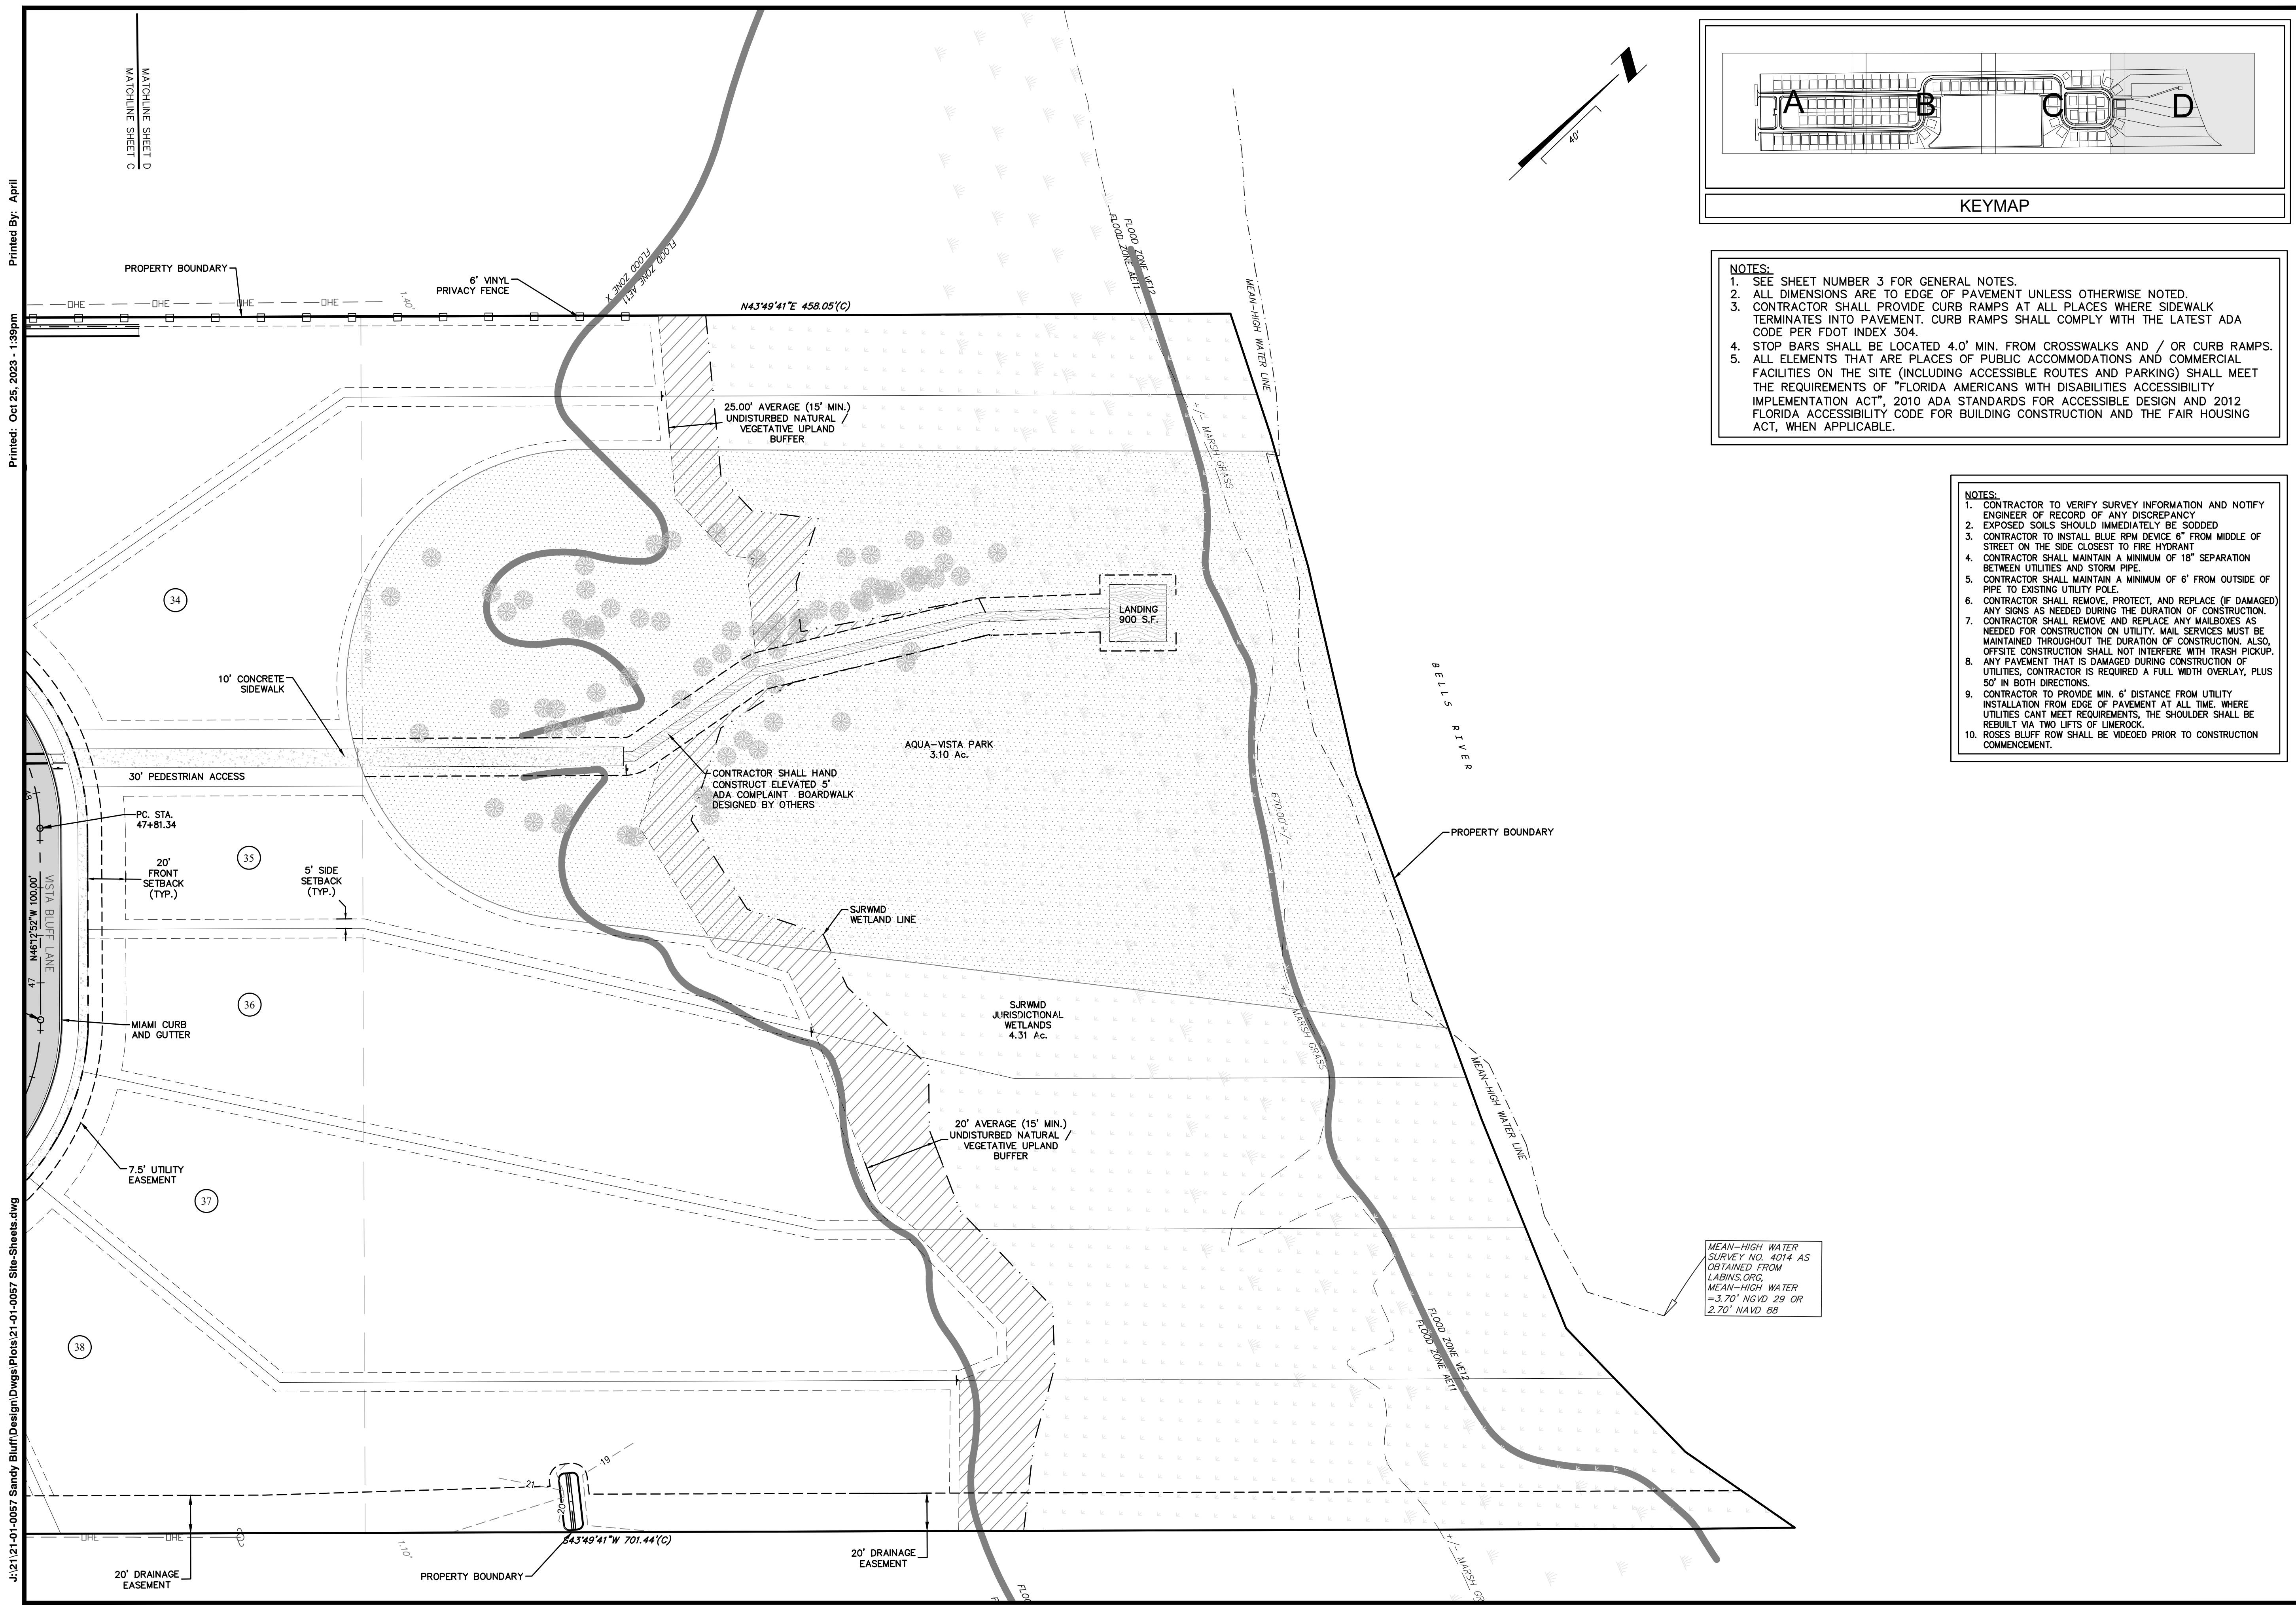 Printed By: April
Printed: Oct 25, 2023 - 1:39pm
J:\21\21-01-0057 Sandy Bluff\Design\Dwgs\Plots\21-01-0057 Site-Sheets.dwg
MATCHLINE SHEET D
MATCHLINE SHEET C
PROPERTY BOUNDARY
OHE
OHE
OHE
OHE
1:40'
6' VINYL
PRIVACY FENCE
FLOOD ZONE AE11
FLOOD ZONE X
N43°49'41"E 458.05'(C)
FLOOD ZONE VE12
FLOOD ZONE AE11
MEAN-HIGH WATER LINE
40'
A
B
C
D
KEYMAP
NOTES:
1. SEE SHEET NUMBER 3 FOR GENERAL NOTES.
2. ALL DIMENSIONS ARE TO EDGE OF PAVEMENT UNLESS OTHERWISE NOTED.
3. CONTRACTOR SHALL PROVIDE CURB RAMPS AT ALL PLACES WHERE SIDEWALK
TERMINATES INTO PAVEMENT. CURB RAMPS SHALL COMPLY WITH THE LATEST ADA
CODE PER FDOT INDEX 304.
4. STOP BARS SHALL BE LOCATED 4.0' MIN. FROM CROSSWALKS AND / OR CURB RAMPS.
5. ALL ELEMENTS THAT ARE PLACES OF PUBLIC ACCOMMODATIONS AND COMMERCIAL
FACILITIES ON THE SITE (INCLUDING ACCESSIBLE ROUTES AND PARKING) SHALL MEET
THE REQUIREMENTS OF "FLORIDA AMERICANS WITH DISABILITIES ACCESSIBILITY
IMPLEMENTATION ACT", 2010 ADA STANDARDS FOR ACCESSIBLE DESIGN AND 2012
FLORIDA ACCESSIBILITY CODE FOR BUILDING CONSTRUCTION AND THE FAIR HOUSING
ACT, WHEN APPLICABLE.
NOTES:
1. CONTRACTOR TO VERIFY SURVEY INFORMATION AND NOTIFY
ENGINEER OF RECORD OF ANY DISCREPANCY
2. EXPOSED SOILS SHOULD IMMEDIATELY BE SODDED
3. CONTRACTOR TO INSTALL BLUE RPM DEVICE 6" FROM MIDDLE OF
STREET ON THE SIDE CLOSEST TO FIRE HYDRANT
4. CONTRACTOR SHALL MAINTAIN A MINIMUM OF 18" SEPARATION
BETWEEN UTILITIES AND STORM PIPE.
5. CONTRACTOR SHALL MAINTAIN A MINIMUM OF 6' FROM OUTSIDE OF
PIPE TO EXISTING UTILITY POLE.
6. CONTRACTOR SHALL REMOVE, PROTECT, AND REPLACE (IF DAMAGED)
ANY SIGNS AS NEEDED DURING THE DURATION OF CONSTRUCTION.
7. CONTRACTOR SHALL REMOVE AND REPLACE ANY MAILBOXES AS
NEEDED FOR CONSTRUCTION ON UTILITY. MAIL SERVICES MUST BE
MAINTAINED THROUGHOUT THE DURATION OF CONSTRUCTION. ALSO,
OFFSITE CONSTRUCTION SHALL NOT INTERFERE WITH TRASH PICKUP.
8. ANY PAVEMENT THAT IS DAMAGED DURING CONSTRUCTION OF
UTILITIES, CONTRACTOR IS REQUIRED A FULL WIDTH OVERLAY, PLUS
50' IN BOTH DIRECTIONS.
9. CONTRACTOR TO PROVIDE MIN. 6' DISTANCE FROM UTILITY
INSTALLATION FROM EDGE OF PAVEMENT AT ALL TIME. WHERE
UTILITIES CANT MEET REQUIREMENTS, THE SHOULDER SHALL BE
REBUILT VIA TWO LIFTS OF LIMEROCK.
10. ROSES BLUFF ROW SHALL BE VIDEOED PRIOR TO CONSTRUCTION
COMMENCEMENT.
25.00' AVERAGE (15' MIN.)
UNDISTURBED NATURAL /
VEGETATIVE UPLAND
BUFFER
+/- MARSH GRASS
34
LANDING
900 S.F.
10' CONCRETE
SIDEWALK
BELLS RIVER
AQUA-VISTA PARK
3.10 Ac.
30' PEDESTRIAN ACCESS
CONTRACTOR SHALL HAND
CONSTRUCT ELEVATED 5'
ADA COMPLAINT BOARDWALK
DESIGNED BY OTHERS
48
PC. STA.
47+81.34
670.00'+/-
PROPERTY BOUNDARY
35
20'
FRONT
SETBACK
(TYP.)
5' SIDE
SETBACK
(TYP.)
VISTA BLUFF LANE
N46°12'52"W 100.00'
47
SJRWMD
WETLAND LINE
36
MIAMI CURB
AND GUTTER
SJRWMD
JURISDICTIONAL
WETLANDS
4.31 Ac.
+/- MARSH GRASS
MEAN-HIGH WATER LINE
20' AVERAGE (15' MIN.)
UNDISTURBED NATURAL /
VEGETATIVE UPLAND
BUFFER
7.5' UTILITY
EASEMENT
37
MEAN-HIGH WATER
SURVEY NO. 4014 AS
OBTAINED FROM
LABINS.ORG,
MEAN-HIGH WATER
=3.70' NGVD 29 OR
2.70' NAVD 88
38
FLOOD ZONE VE12
FLOOD ZONE AE11
21
20
19
OHE
OHE
S43°49'41"W 701.44'(C)
1:10'
20' DRAINAGE
EASEMENT
PROPERTY BOUNDARY
20' DRAINAGE
EASEMENT
+/- MARSH